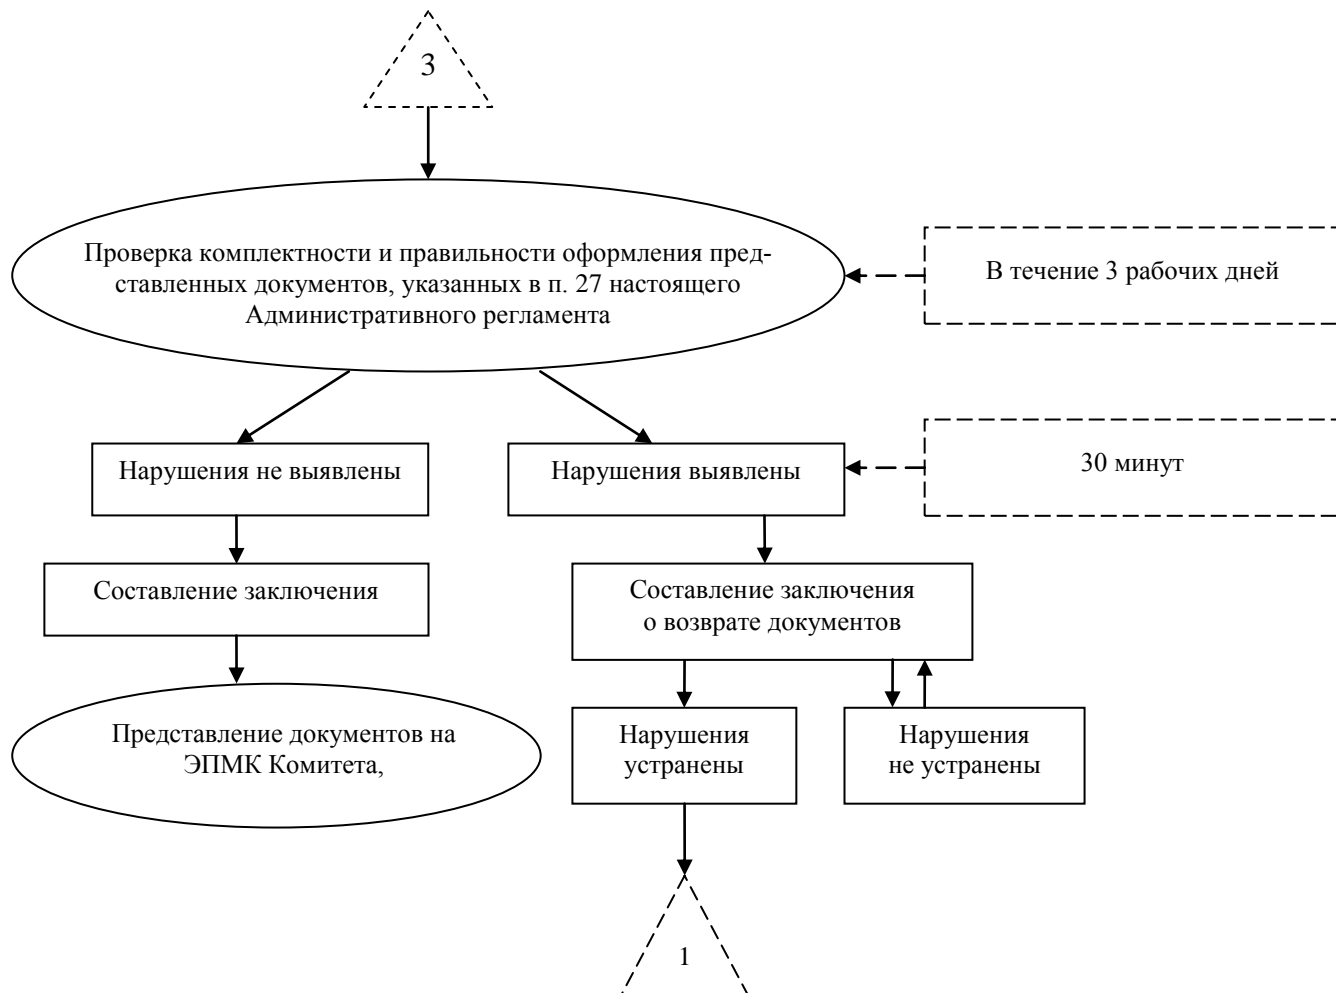 3
Проверка комплектности и правильности оформления пред-
ставленных документов, указанных в п. 27 настоящего
Административного регламента
В течение 3 рабочих дней
Нарушения не выявлены
Нарушения выявлены
30 минут
Составление заключения
Составление заключения
о возврате документов
Представление документов на
ЭПМК Комитета,
Нарушения
устранены
Нарушения
не устранены
1